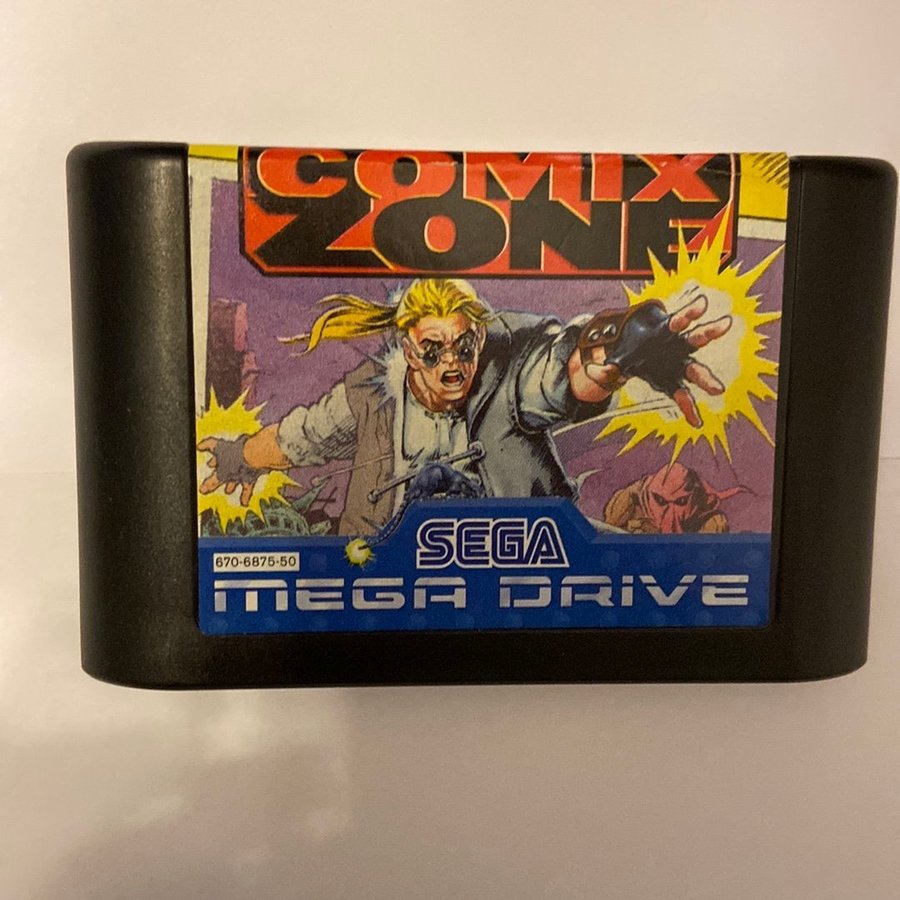 COMIX
ZONE
SEGA
670-6875-50
MEGA DRIVE